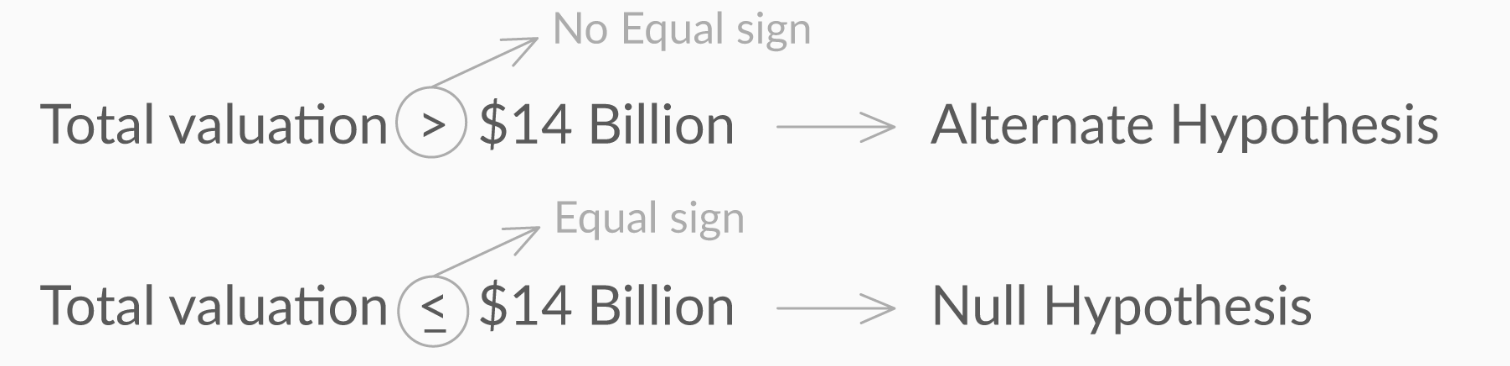 No Equal sign
Total valuation > $14 Billion Alternate Hypothesis
Equal sign
Total valuation ≤ $14 Billion Null Hypothesis